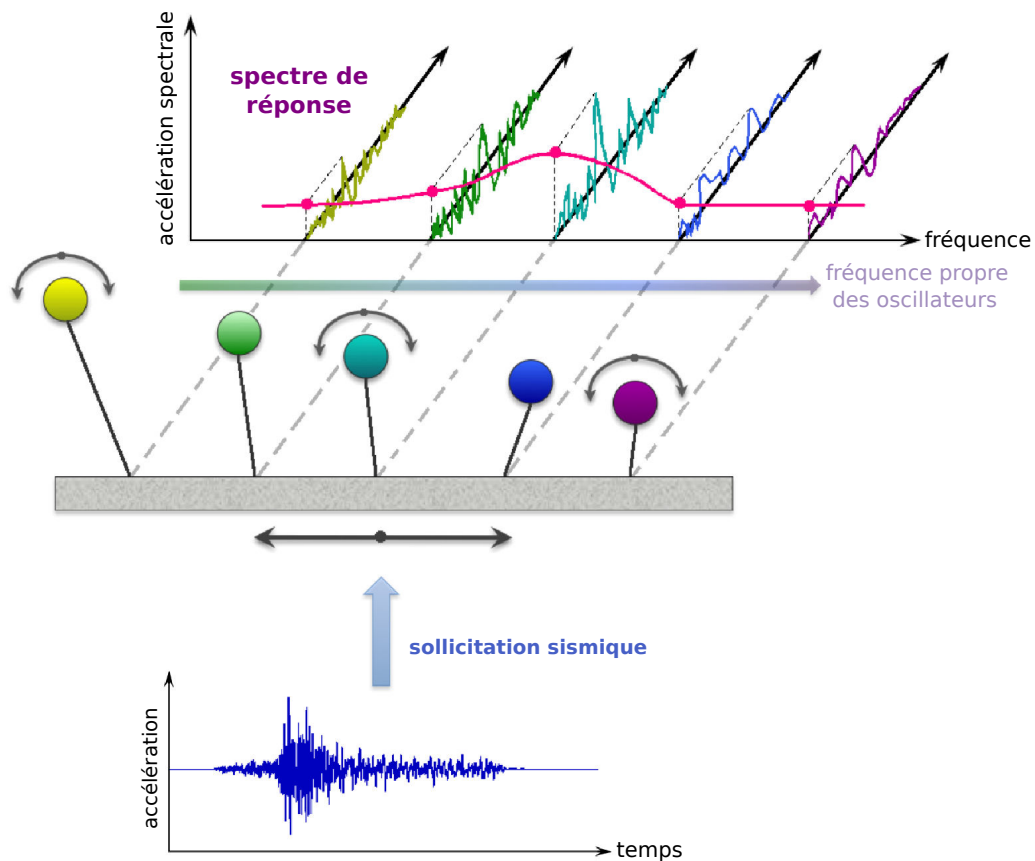 spectre de
réponse
accélération spectrale
fréquence
fréquence propre
des oscillateurs
sollicitation sismique
accélération
temps